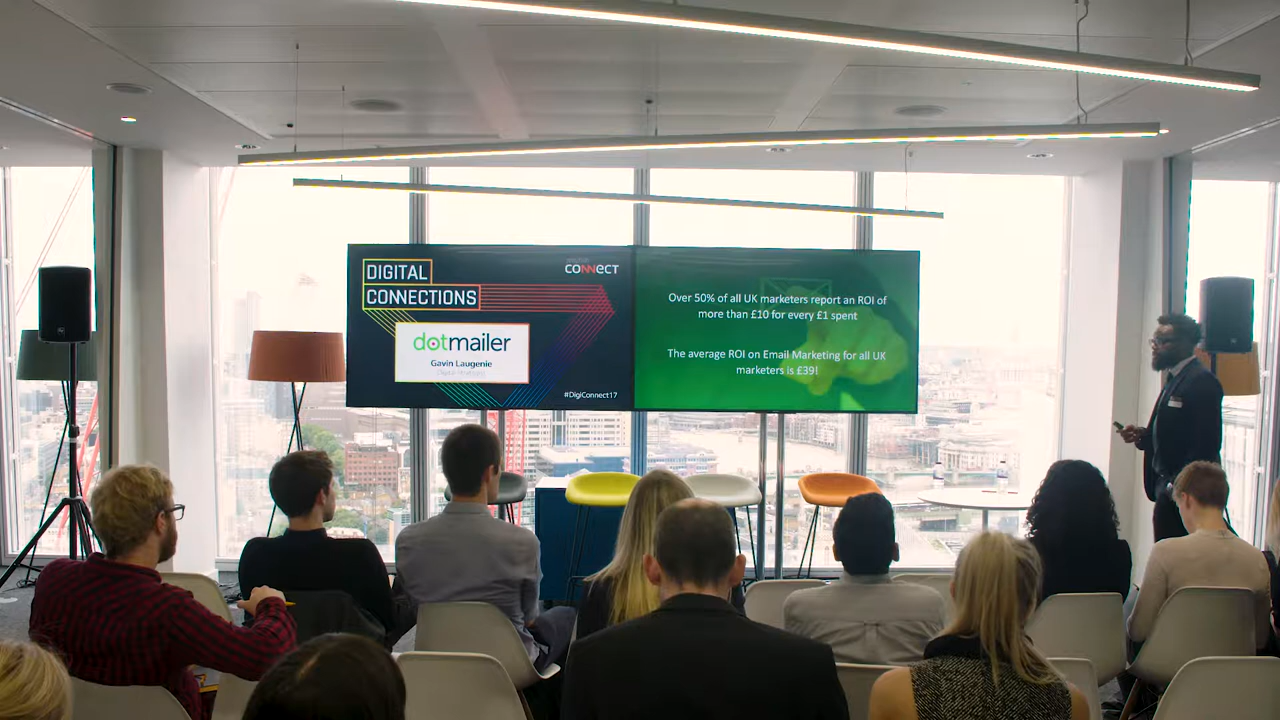 DIGITAL
CONNECTIONS
CONNECT
dotmailer
Gavin Laugenie
#DigiConnect17
Over 50% of all UK marketers report an ROI of
more than £10 for every £1 spent
The average ROI on Email Marketing for all UK
marketers is £39!